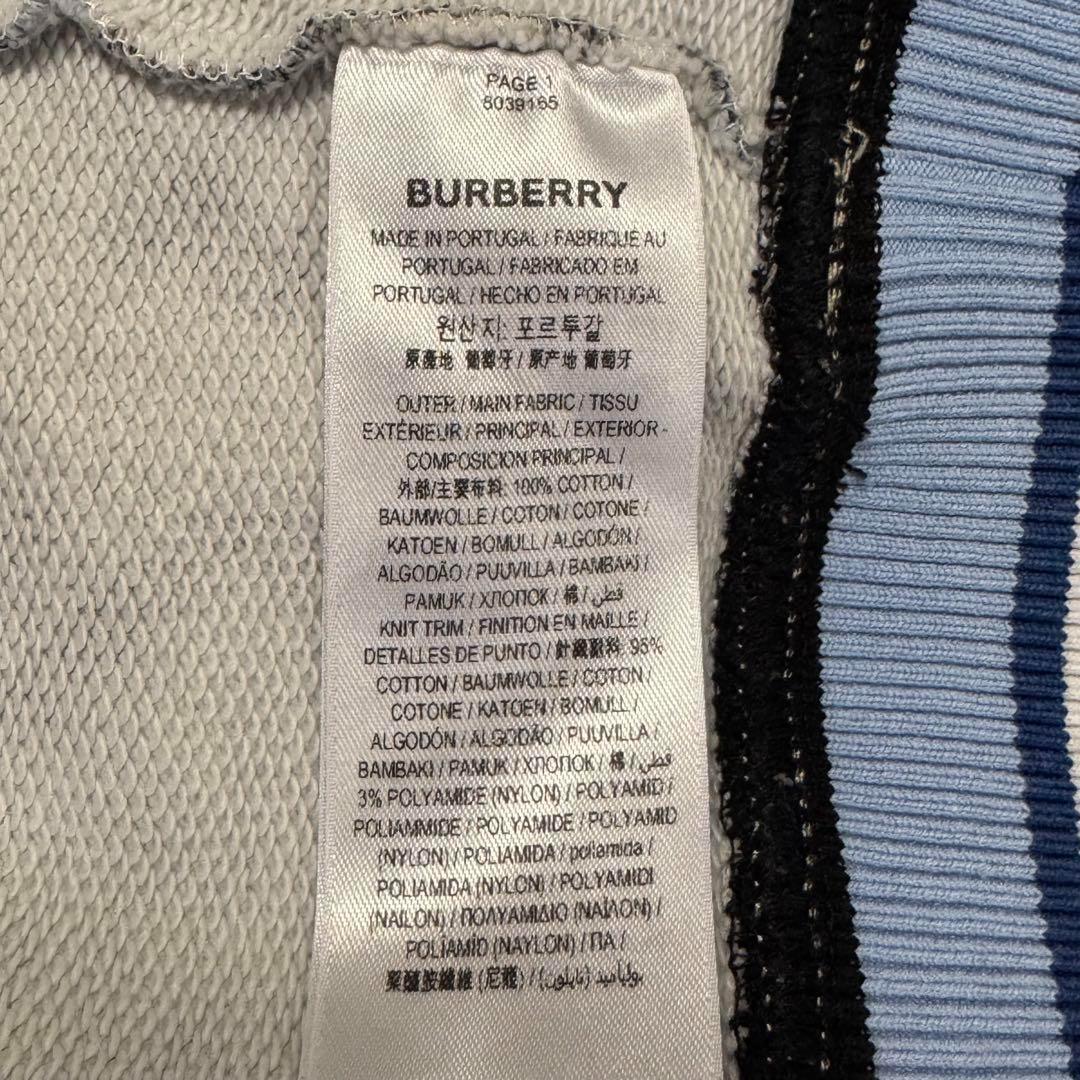 PAGE 1
8039165
BURBERRY
MADE IN PORTUGAL / FABRIQUE AU
PORTUGAL / FABRICADO EM
PORTUGAL / HECHO EN PORTUGAL
원산지: 포르투갈
原產地 葡萄牙 / 原产地 葡萄牙
OUTER / MAIN FABRIC / TISSU
EXTÉRIEUR / PRINCIPAL / EXTERIOR -
COMPOSICION PRINCIPAL /
外部/主要布料: 100% COTTON /
BAUMWOLLE / COTON / COTONE /
KATOEN / BOMULL / ALGODÓN /
ALGODÃO / PUUVILLA / BAMBAKI /
PAMUK / ХЛОПОК / 棉 / قطن
KNIT TRIM / FINITION EN MAILLE /
DETALLES DE PUNTO / 針織服料: 95%
COTTON / BAUMWOLLE / COTON /
COTONE / KATOEN / BOMULL /
ALGODÓN / ALGODÃO / PUUVILLA /
BAMBAKI / PAMUK / ХЛОПОК / 棉 / قطن
3% POLYAMIDE (NYLON) / POLYAMID /
POLIAMMIDE / POLYAMIDE / POLYAMID
(NYLON) / POLIAMIDA / poliamida /
POLIAMIDA (NYLON) / POLYAMIDI
(NAILON) / ΠΟΛΥΑΜΙΔΙΟ (ΝΑΪΛΟΝ) /
POLİAMİD (NAYLON) / ПА /
聚醯胺纖維 (尼龍) / بولياميد (نايلون) /